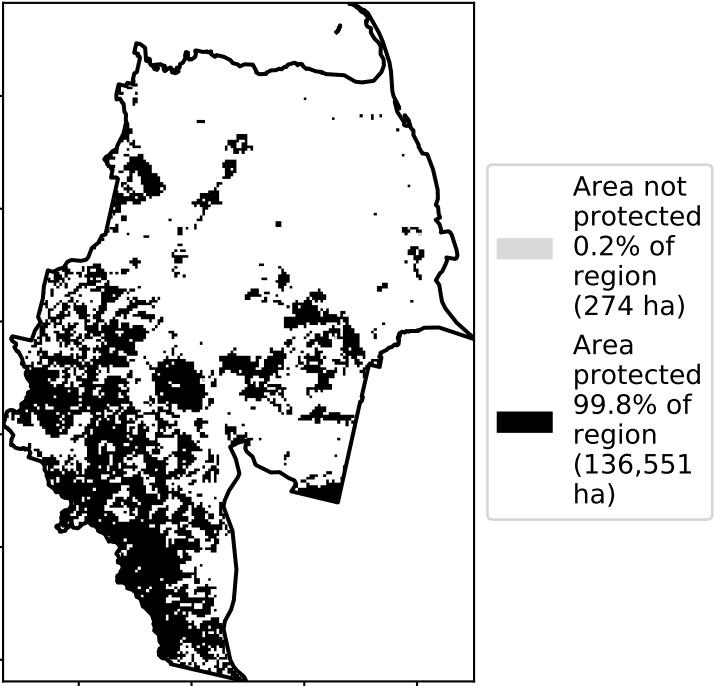 Area not
protected
0.2% of
region
(274 ha)
Area
protected
99.8% of
region
(136,551
ha)